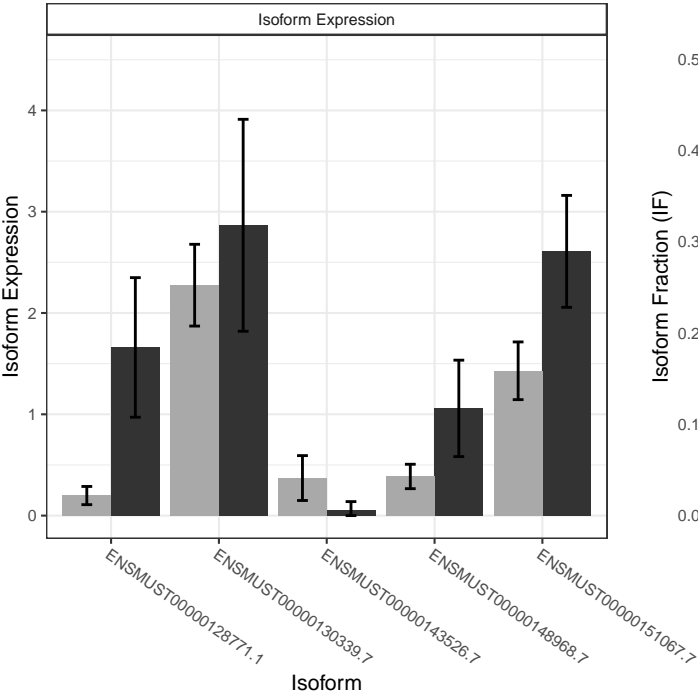 Isoform Expression
Isoform Expression
4
3
2
1
0
ENSMUST00000128771.1
ENSMUST00000130339.7
ENSMUST00000143526.7
ENSMUST00000148968.7
ENSMUST00000151067.7
Isoform
Isoform Fraction (IF)
0.5
0.4
0.3
0.2
0.1
0.0